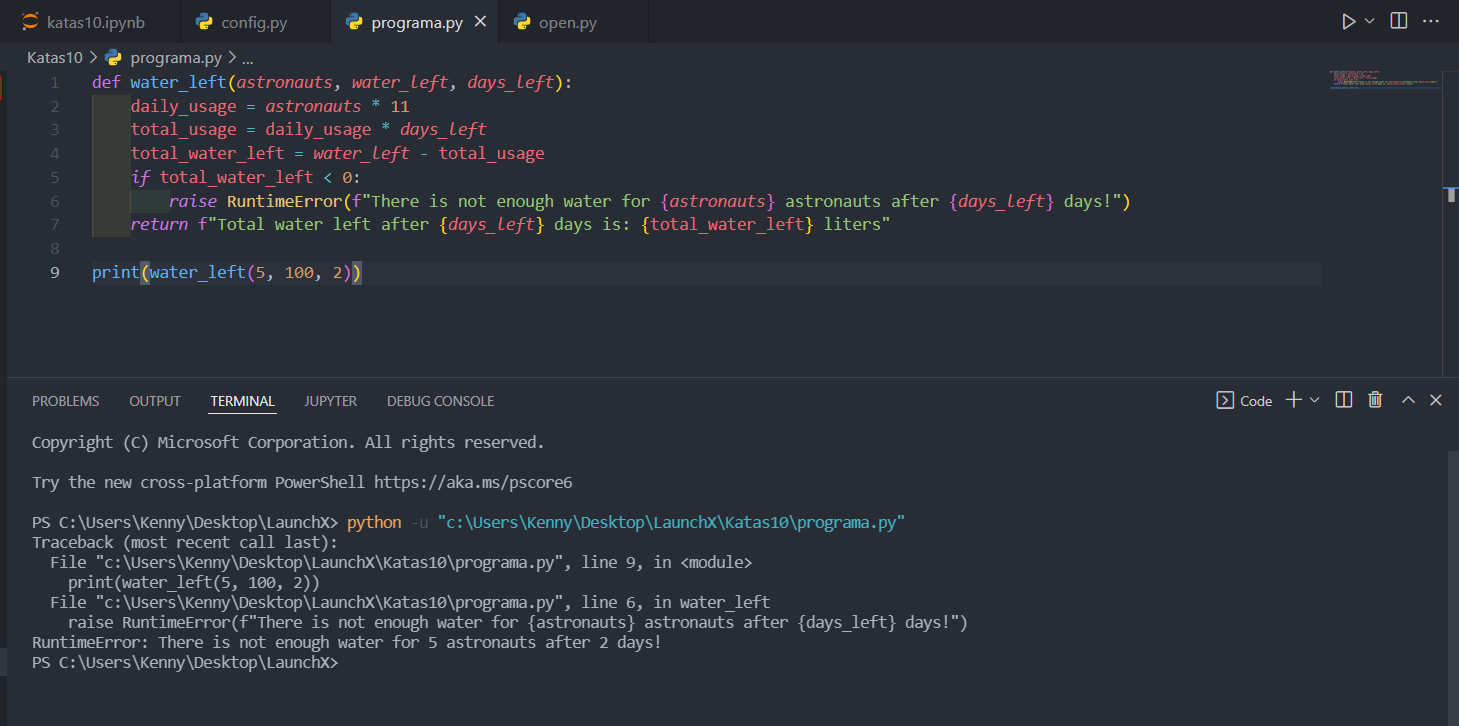 katas10.ipynb config.py programa.py open.py
Katas10 > programa.py > ...
1 def water_left(astronauts, water_left, days_left):
2     daily_usage = astronauts * 11
3     total_usage = daily_usage * days_left
4     total_water_left = water_left - total_usage
5     if total_water_left < 0:
6         raise RuntimeError(f"There is not enough water for {astronauts} astronauts after {days_left} days!")
7     return f"Total water left after {days_left} days is: {total_water_left} liters"
8
9 print(water_left(5, 100, 2))
PROBLEMS OUTPUT TERMINAL JUPYTER DEBUG CONSOLE Code
Copyright (C) Microsoft Corporation. All rights reserved.
Try the new cross-platform PowerShell https://aka.ms/pscore6
PS C:\Users\Kenny\Desktop\LaunchX> python -u "c:\Users\Kenny\Desktop\LaunchX\Katas10\programa.py"
Traceback (most recent call last):
  File "c:\Users\Kenny\Desktop\LaunchX\Katas10\programa.py", line 9, in <module>
    print(water_left(5, 100, 2))
  File "c:\Users\Kenny\Desktop\LaunchX\Katas10\programa.py", line 6, in water_left
    raise RuntimeError(f"There is not enough water for {astronauts} astronauts after {days_left} days!")
RuntimeError: There is not enough water for 5 astronauts after 2 days!
PS C:\Users\Kenny\Desktop\LaunchX>